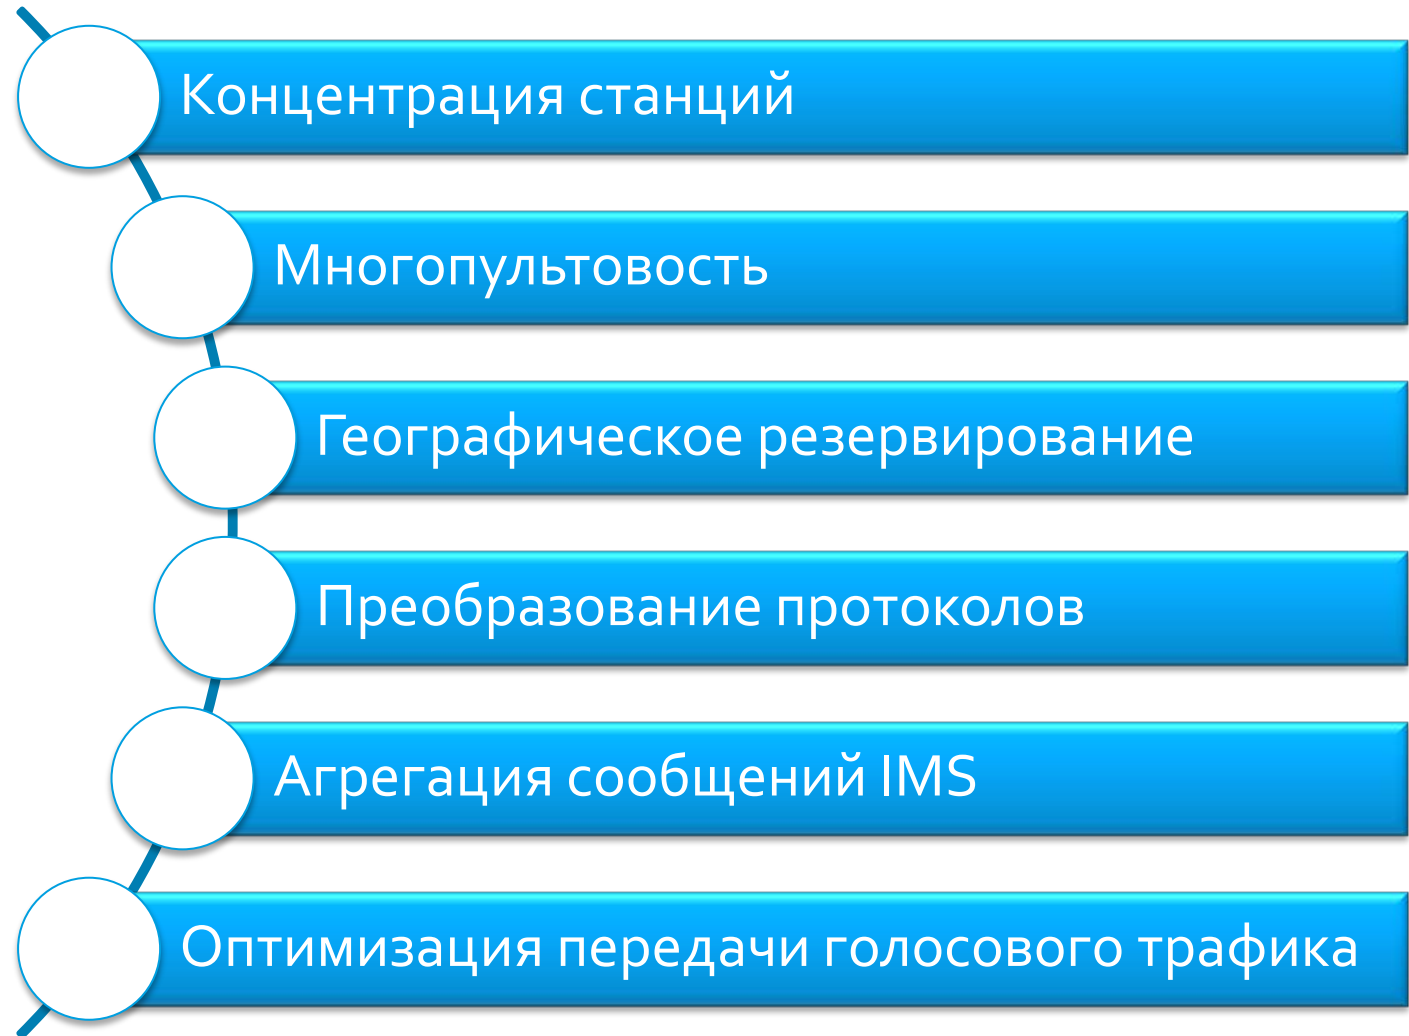 Концентрация станций
Многопультовость
Географическое резервирование
Преобразование протоколов
Агрегация сообщений IMS
Оптимизация передачи голосового трафика